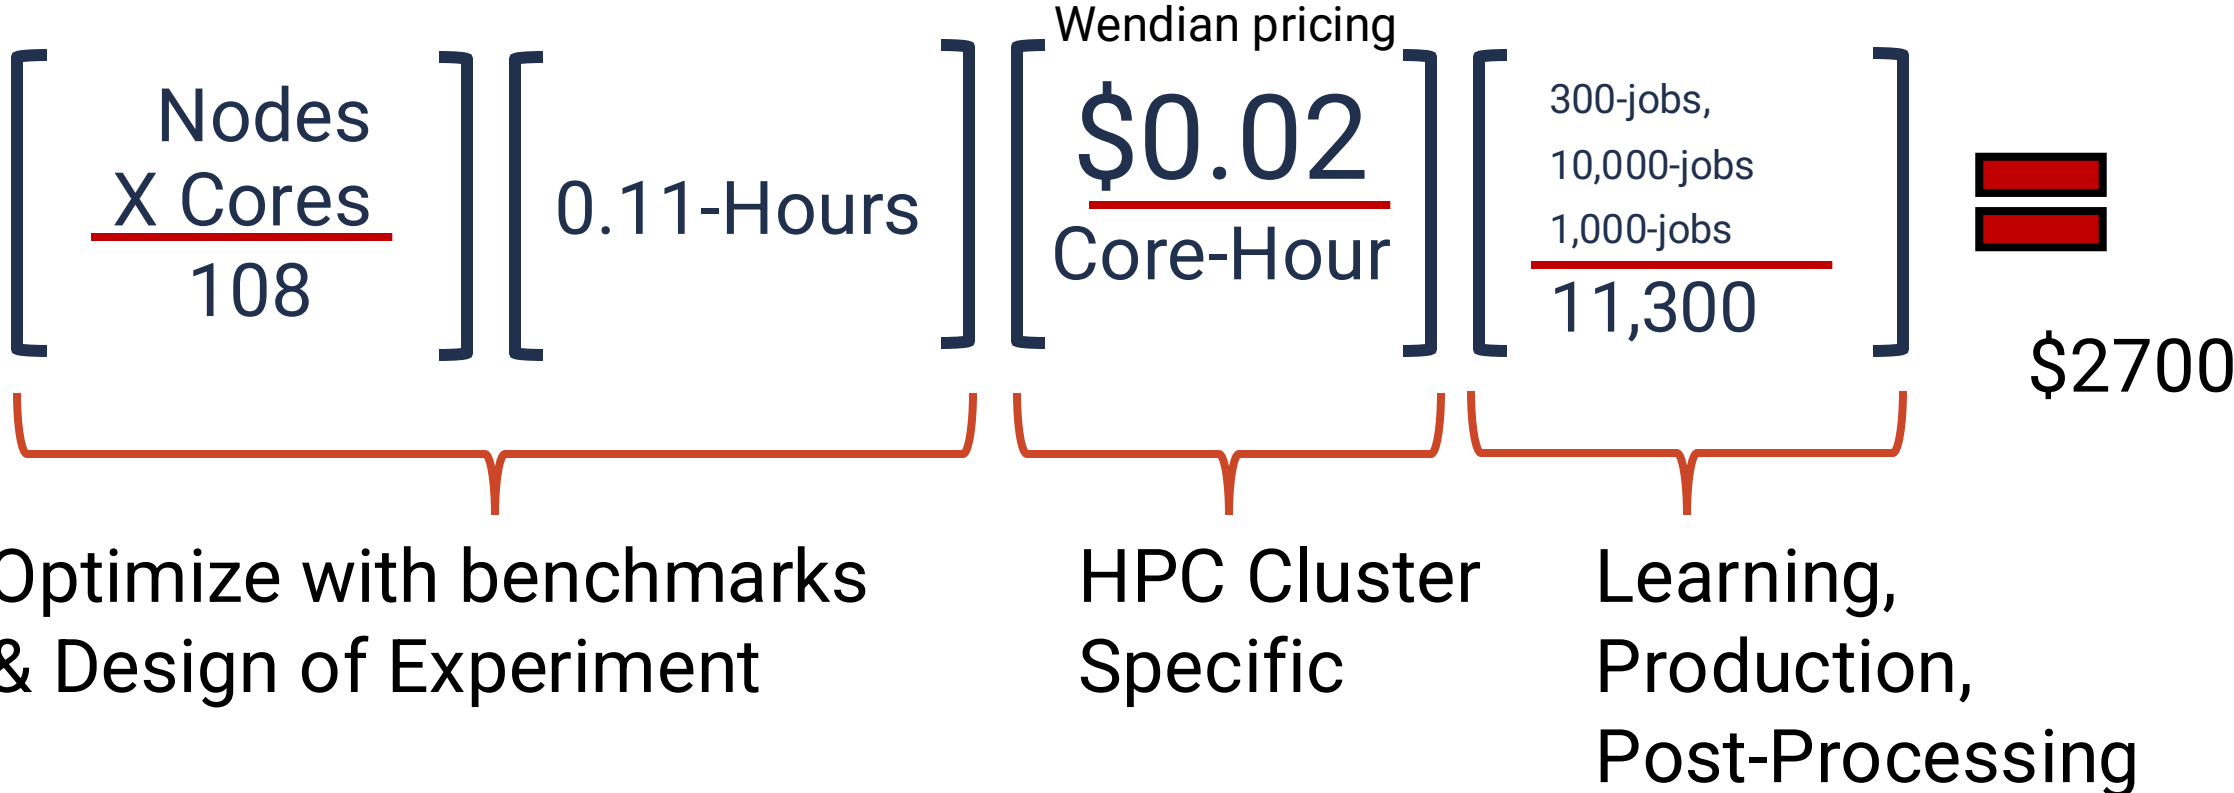 Wendian pricing
Nodes
X Cores
108
0.11-Hours
$0.02
Core-Hour
300-jobs,
10,000-jobs
1,000-jobs
11,300
$2700
Optimize with benchmarks
& Design of Experiment
HPC Cluster
Specific
Learning,
Production,
Post-Processing